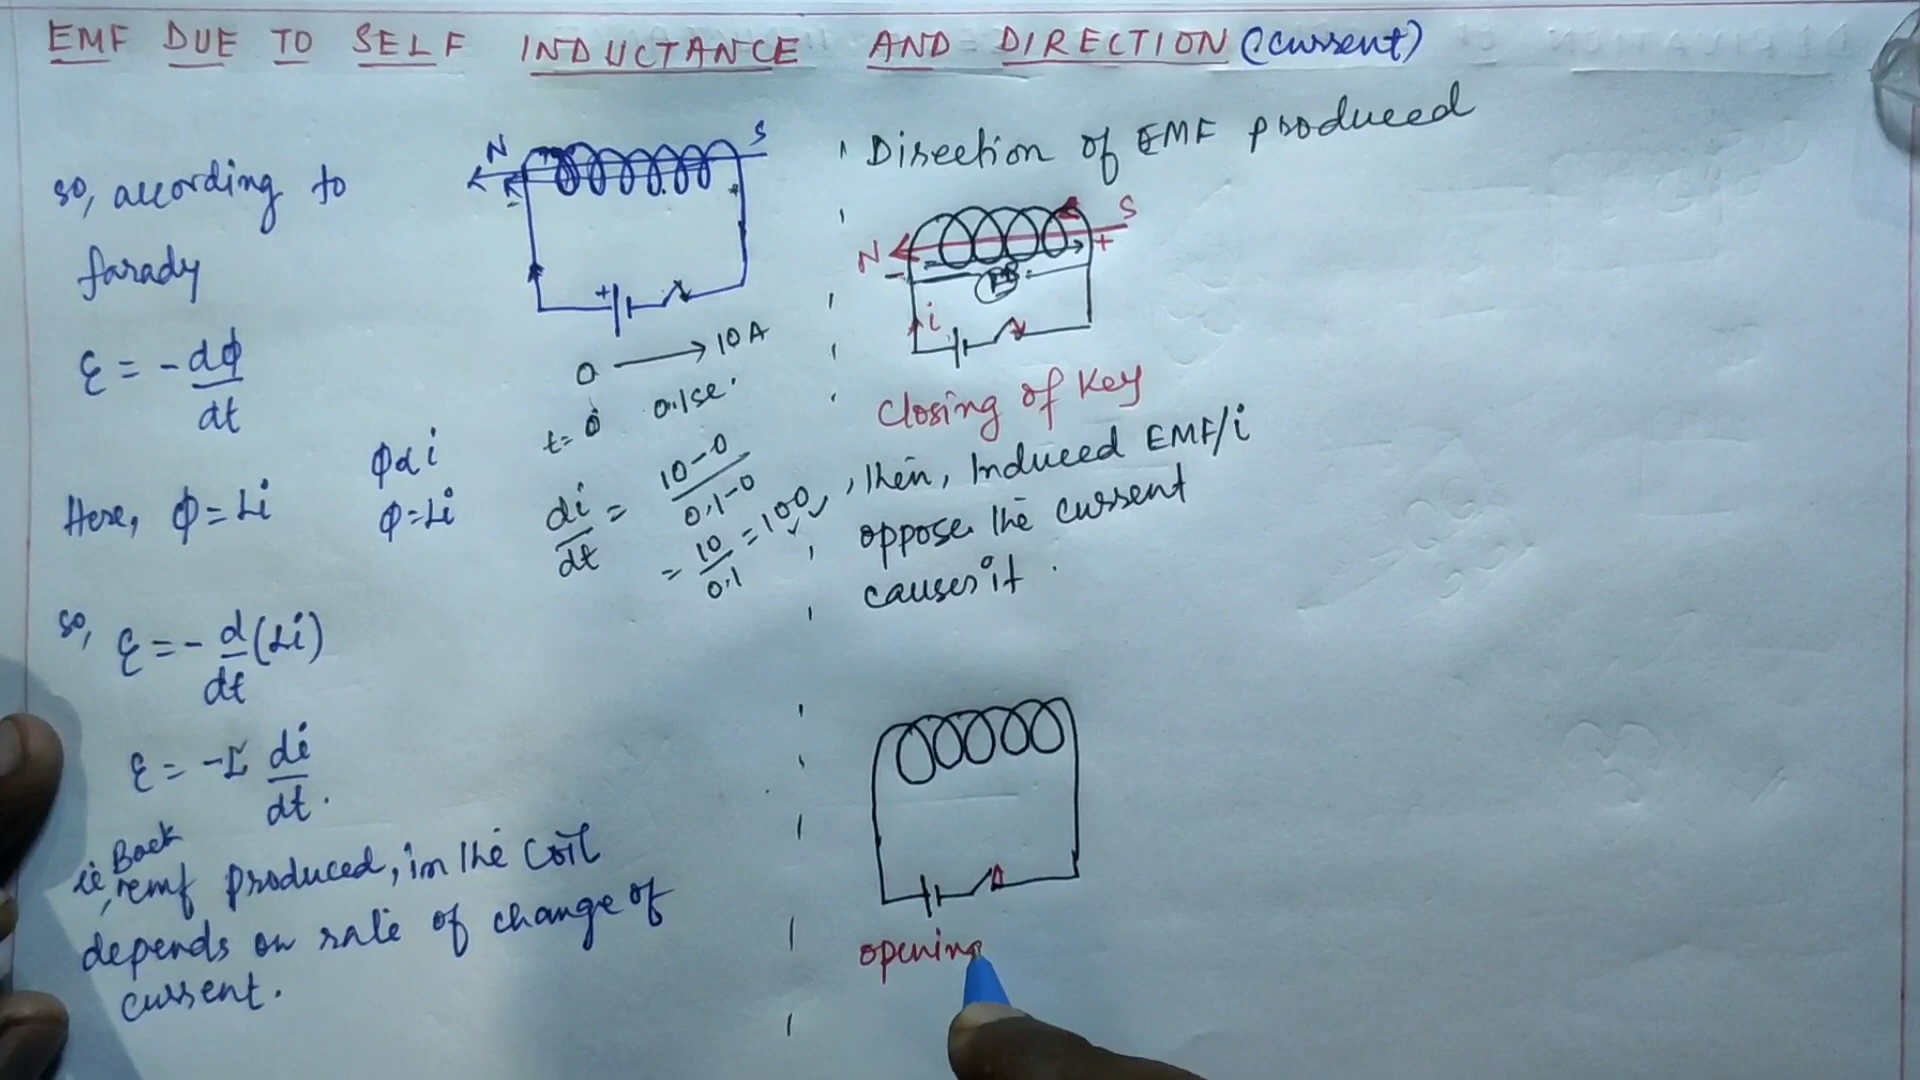 EMF DUE TO SELF INDUCTANCE AND DIRECTION (current)
so, according to
farady
ε = -dφ/dt
φ α i
Here, φ = Li
φ = Li
so, ε = - d/dt (Li)
ε = -L di/dt.
ie, Back emf produced, in the coil
depends on rate of change of
current.
N S
+
0 → 10 A
t = 0 0.1se.
di/dt = 10-0/0.1-0
= 10/0.1 = 100
Direction of EMF produced
N S
- +
i
Closing of Key
, then, Induced EMF/i
oppose the current
causes it.
opening